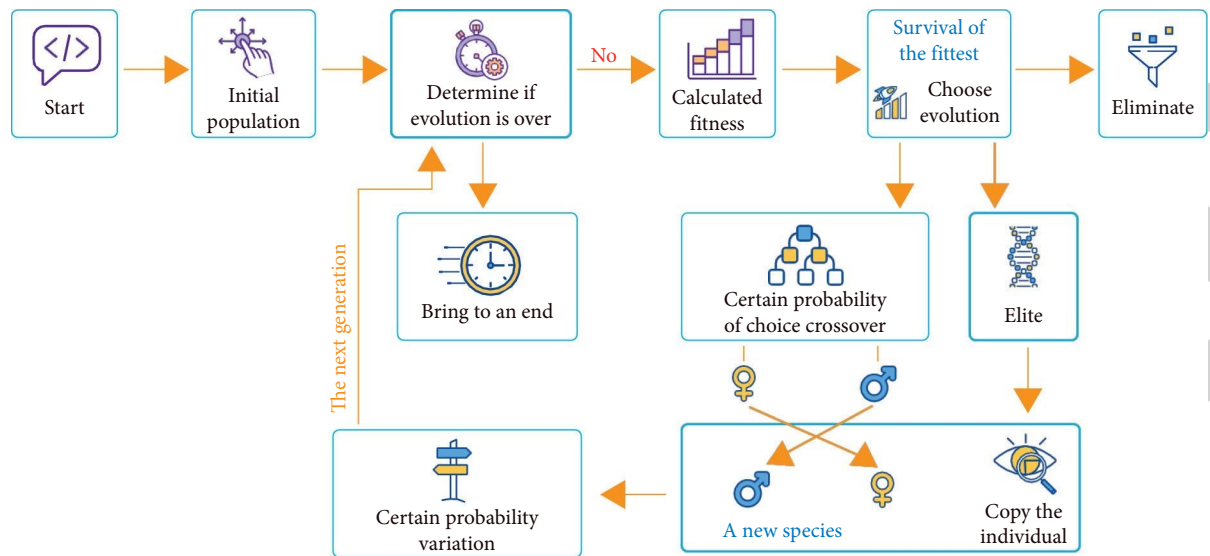 </>
Start
Initial
population
Determine if
evolution is over
No
Calculated
fitness
Survival of
the fittest
Choose
evolution
Eliminate
The next generation
Bring to an end
Certain probability
of choice crossover
Elite
Certain probability
variation
A new species
Copy the
individual